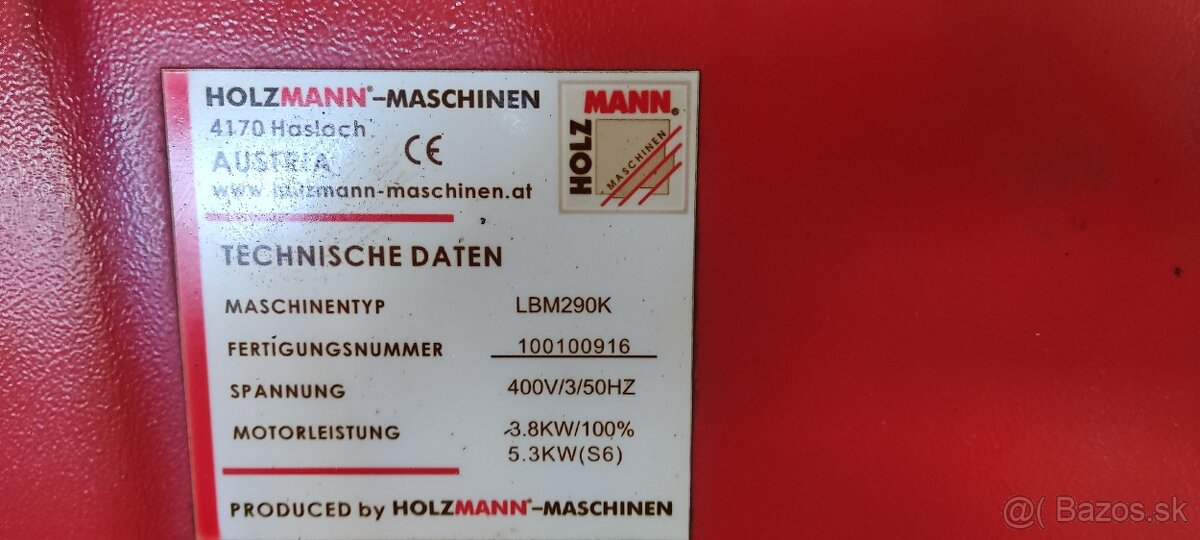 HOLZMANN®-MASCHINEN
4170 Haslach
AUSTRIA
CE
www.holzmann-maschinen.at
MANN®
HOLZ
MASCHINEN
TECHNISCHE DATEN
MASCHINENTYP LBM290K
FERTIGUNGSNUMMER 100100916
SPANNUNG 400V/3/50HZ
MOTORLEISTUNG 3.8KW/100%
5.3KW(S6)
PRODUCED by HOLZMANN®-MASCHINEN
@( Bazos.sk